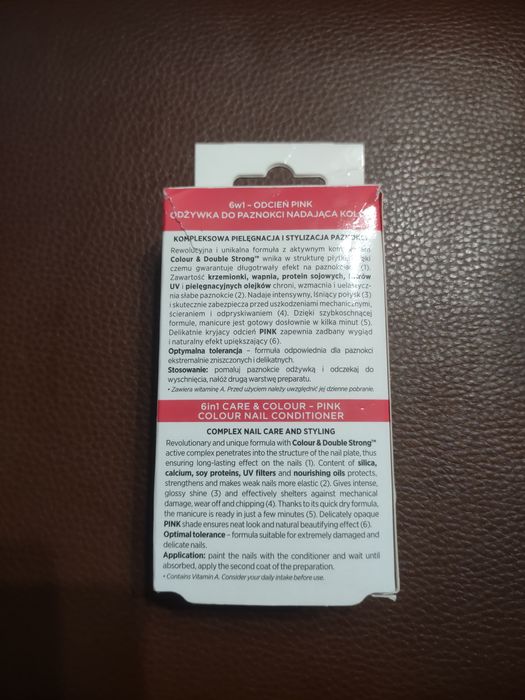 6w1 - ODCIEŃ PINK
ODŻYWKA DO PAZNOKCI NADAJĄCA
KOMPLEKSOWA PIELĘGNACJA I STYLIZACJA
Rewolucyjna i unikalna formuła z aktywnym
Colour & Double Strong™ wnika w strukturę
czemu gwarantuje długotrwały efekt na (1).
Zawartość krzemionki, wapnia, protein sojowych,
UV i pielęgnacyjnych olejków chroni, wzmacnia i
nia słabe paznokcie (2). Nadaje intensywny, lśniący połysk (3)
i skutecznie zabezpiecza przed uszkodzeniami mechanicznymi,
ścieraniem i odpryskiwaniem (4). Dzięki szybkoschnącej
formule, manicure jest gotowy dosłownie w kilka minut (5).
Delikatnie kryjący odcień PINK zapewnia zadbany wygląd
i naturalny efekt upiększający (6).
Optymalna tolerancja – formuła odpowiednia dla paznokci
ekstremalnie zniszczonych i delikatnych.
Stosowanie: pomaluj paznokcie odżywką i odczekaj do
wyschnięcia, nałóż drugą warstwę preparatu.
• Zawiera witaminę A. Przed użyciem należy uwzględnić jej dzienne pobranie.
6in1 CARE & COLOUR – PINK
COLOUR NAIL CONDITIONER
COMPLEX NAIL CARE AND STYLING
Revolutionary and unique formula with Colour & Double Strong™
active complex penetrates into the structure of the nail plate, thus
ensuring long-lasting effect on the nails (1). Content of silica,
calcium, soy proteins, UV filters and nourishing oils protects,
strengthens and makes weak nails more elastic (2). Gives intense,
glossy shine (3) and effectively shelters against mechanical
damage, wear off and chipping (4). Thanks to its quick dry formula,
the manicure is ready in just a few minutes (5). Delicately opaque
PINK shade ensures neat look and natural beautifying effect (6).
Optimal tolerance – formula suitable for extremely damaged and
delicate nails.
Application: paint the nails with the conditioner and wait until
absorbed, apply the second coat of the preparation.
• Contains Vitamin A. Consider your daily intake before use.